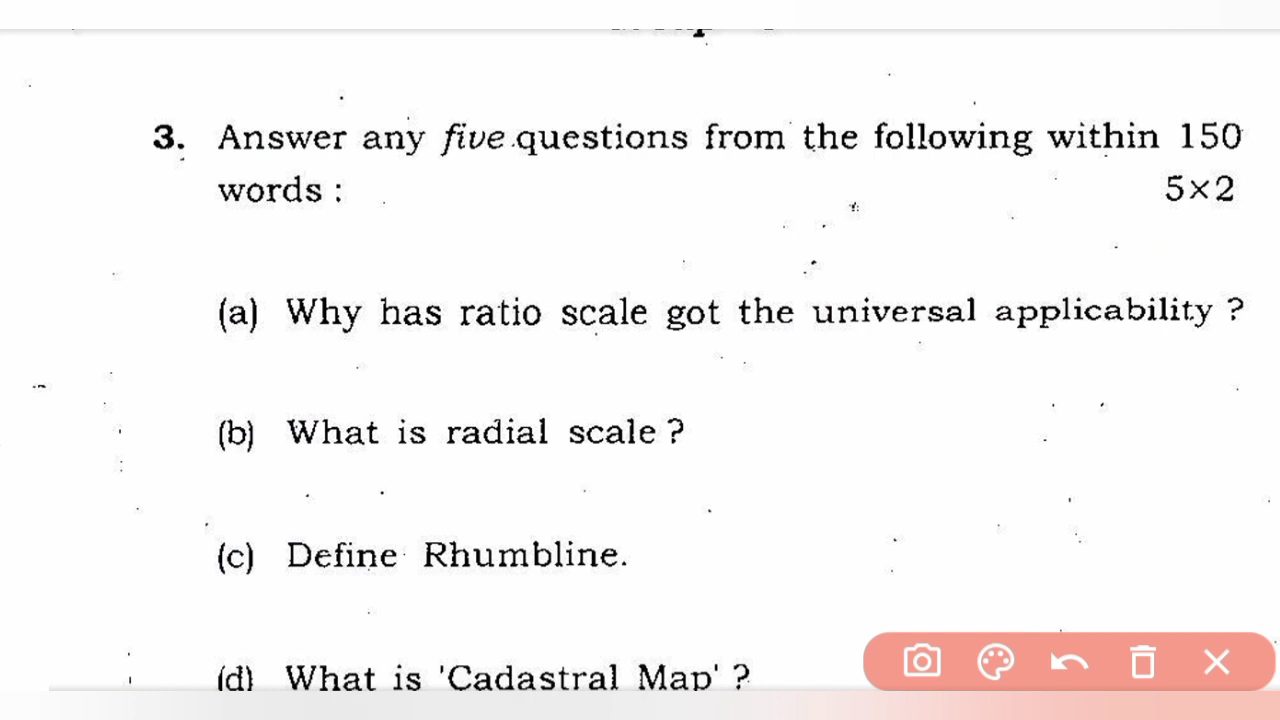 3. Answer any five questions from the following within 150
words : 5×2
(a) Why has ratio scale got the universal applicability ?
(b) What is radial scale ?
(c) Define Rhumbline.
(d) What is 'Cadastral Map' ?